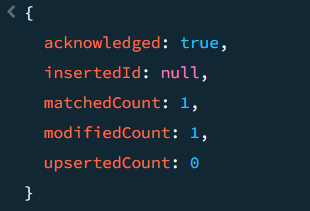 {
acknowledged: true,
insertedId: null,
matchedCount: 1,
modifiedCount: 1,
upsertedCount: 0
}